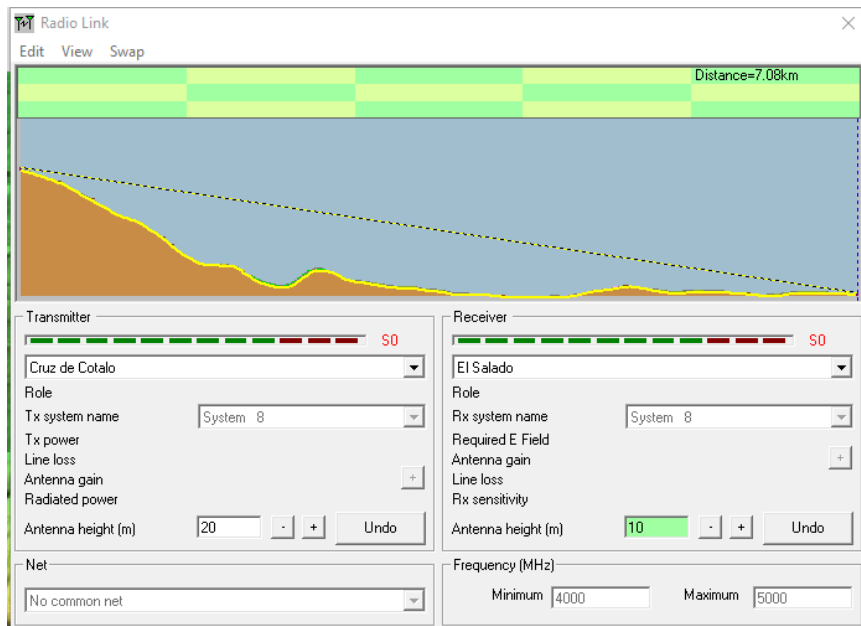 Radio Link
Edit View Swap
Distance=7.08km
Transmitter
S0
Cruz de Cotalo
Role
Tx system name System 8
Tx power
Line loss
Antenna gain +
Radiated power
Antenna height (m) 20 - + Undo
Receiver
S0
El Salado
Role
Rx system name System 8
Required E Field
Antenna gain +
Line loss
Rx sensitivity
Antenna height (m) 10 - + Undo
Net
No common net
Frequency (MHz)
Minimum 4000 Maximum 5000